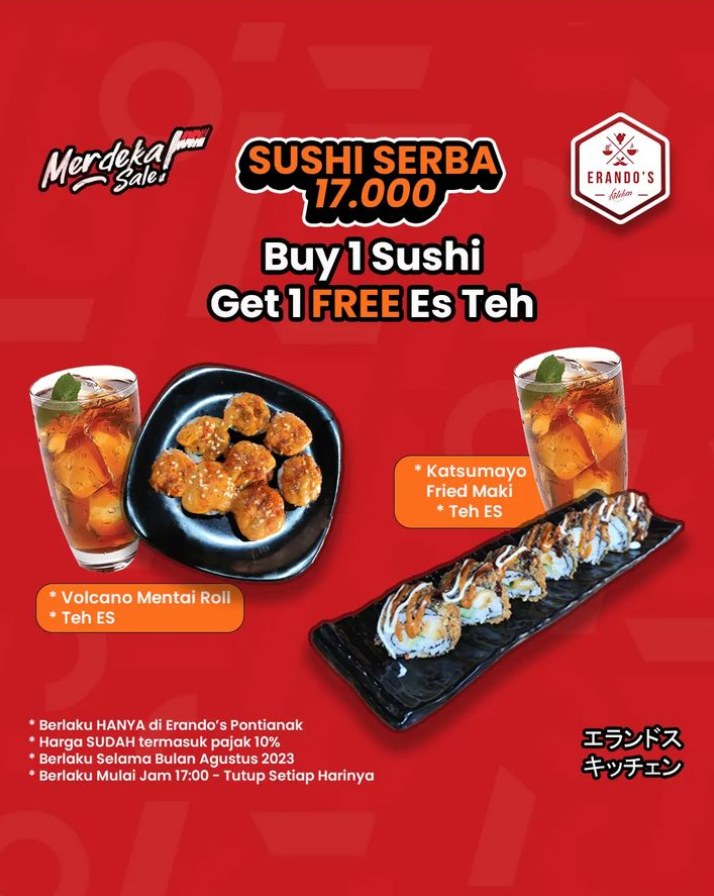 Merdeka
Sale!
SUSHI SERBA
17.000
ERANDO'S
kitchen
Buy 1 Sushi
Get 1 FREE Es Teh
* Katsumayo
Fried Maki
* Teh ES
* Volcano Mentai Roll
* Teh ES
* Berlaku HANYA di Erando's Pontianak
* Harga SUDAH termasuk pajak 10%
* Berlaku Selama Bulan Agustus 2023
* Berlaku Mulai Jam 17:00 - Tutup Setiap Harinya
エランドス
キッチェン